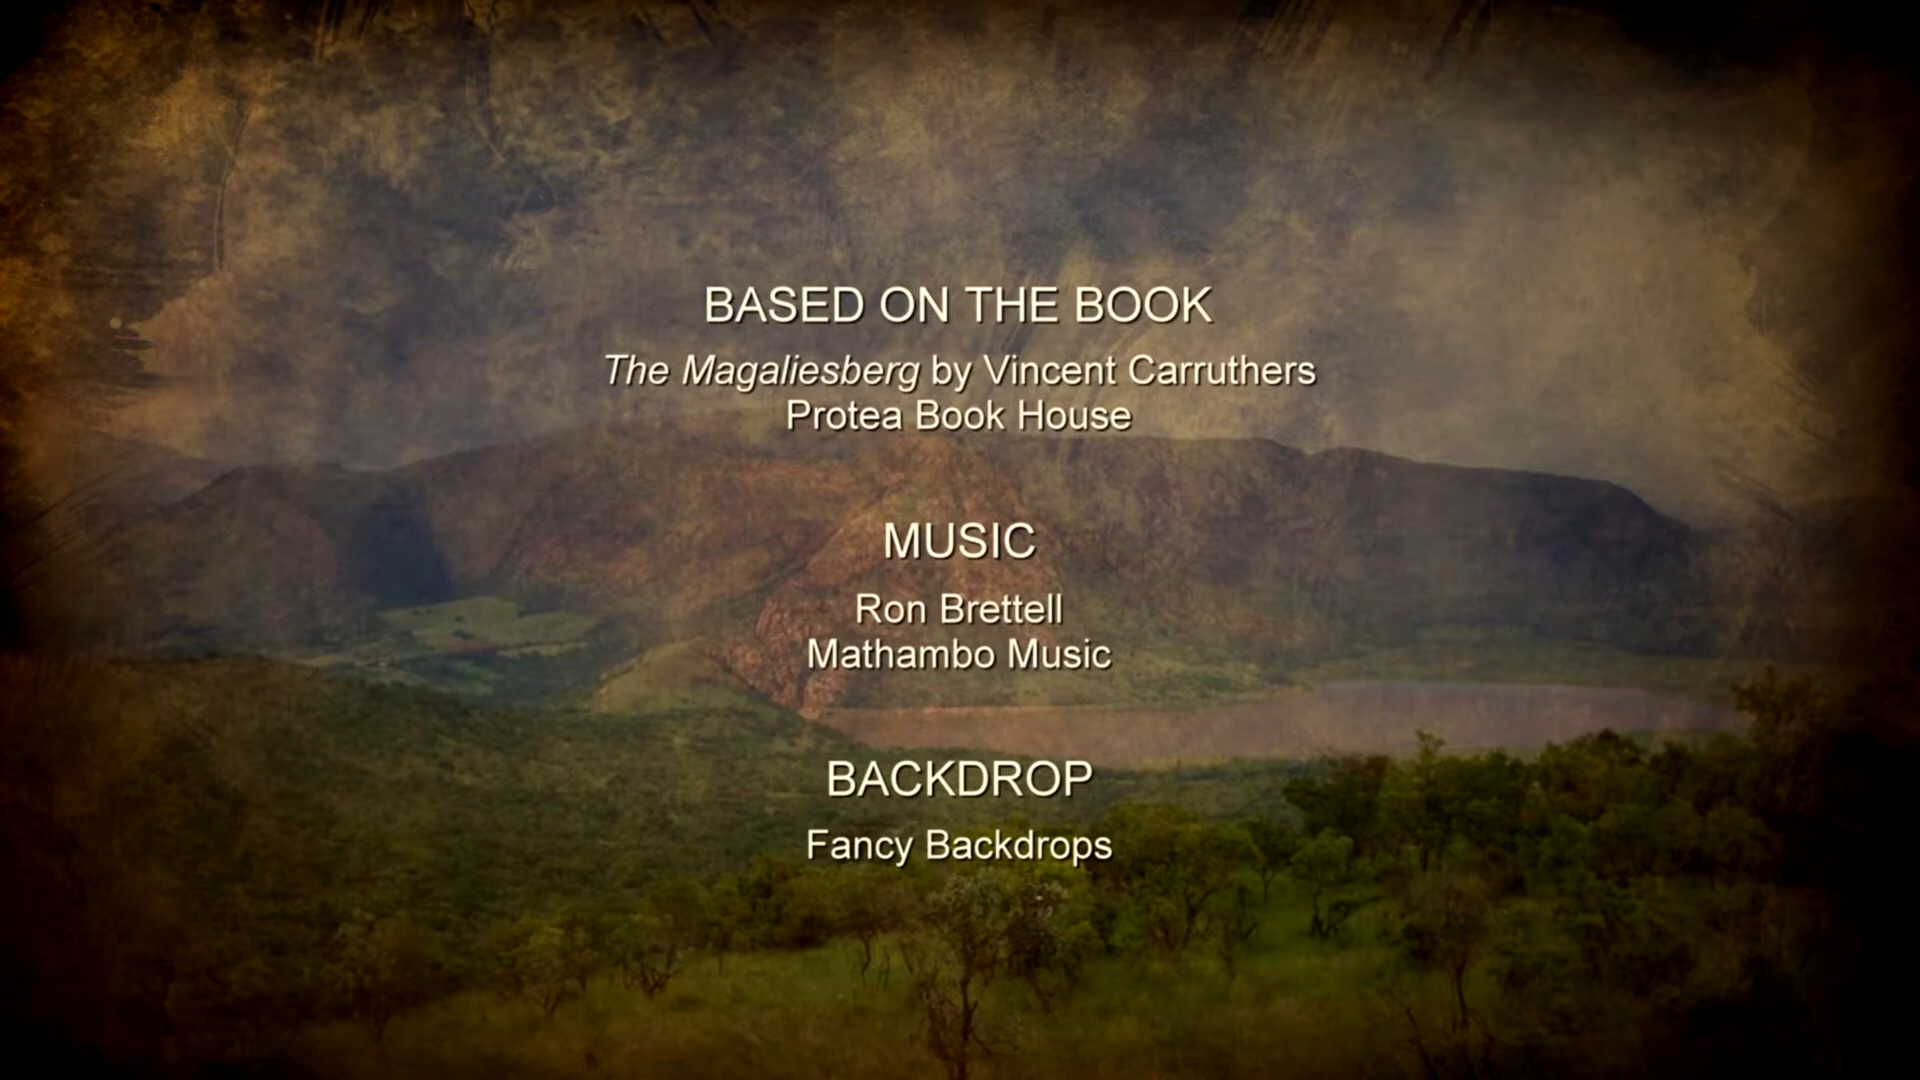 BASED ON THE BOOK
The Magaliesberg by Vincent Carruthers
Protea Book House
MUSIC
Ron Brettell
Mathambo Music
BACKDROP
Fancy Backdrops